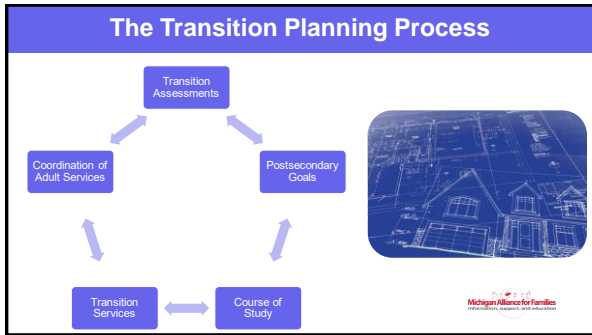 The Transition Planning Process
Transition
Assessments
Coordination of
Adult Services
Postsecondary
Goals
Transition
Services
Course of
Study
Michigan Alliance for Families
information, support, and education